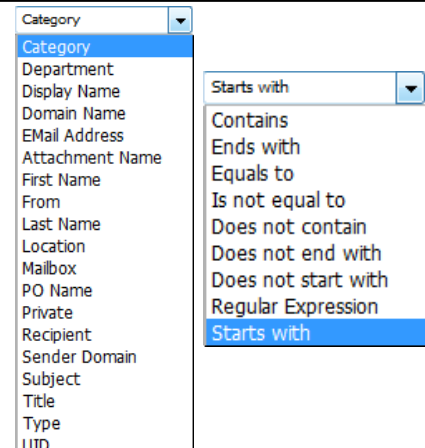 Category
Category
Department
Display Name
Domain Name
EMail Address
Attachment Name
First Name
From
Last Name
Location
Mailbox
PO Name
Private
Recipient
Sender Domain
Subject
Title
Type
UID
Starts with
Contains
Ends with
Equals to
Is not equal to
Does not contain
Does not end with
Does not start with
Regular Expression
Starts with